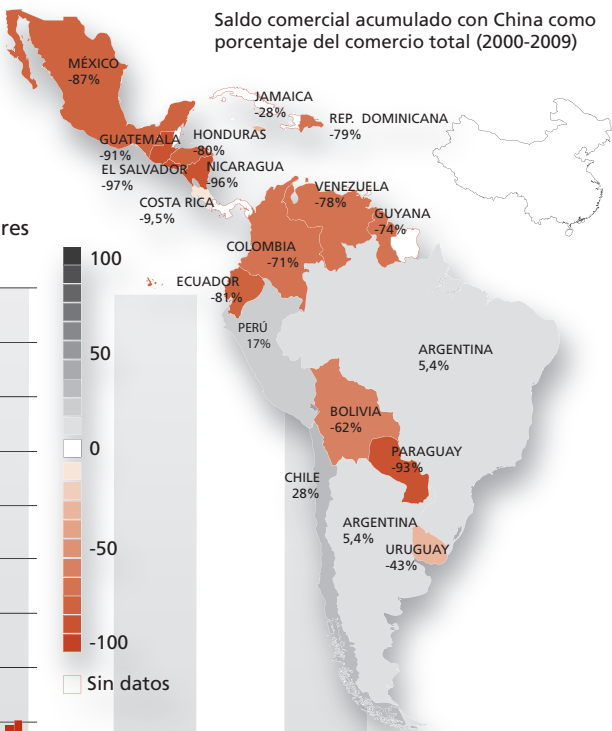 Saldo comercial acumulado con China como
porcentaje del comercio total (2000-2009)
MÉXICO
-87%
JAMAICA
-28%
REP. DOMINICANA
-79%
GUATEMALA
-91%
HONDURAS
-80%
EL SALVADOR
-97%
NICARAGUA
-96%
COSTA RICA
-9,5%
VENEZUELA
-78%
GUYANA
-74%
COLOMBIA
-71%
ECUADOR
-81%
PERÚ
17%
ARGENTINA
5,4%
BOLIVIA
-62%
PARAGUAY
-93%
CHILE
28%
ARGENTINA
5,4%
URUGUAY
-43%
res
100
50
0
-50
-100
Sin datos